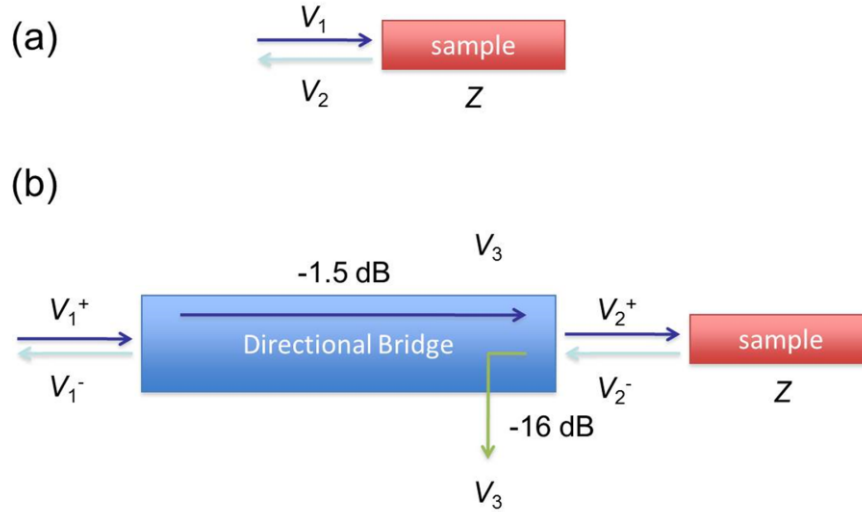 (a)
V₁
sample
V₂
Z
(b)
V₃
-1.5 dB
V₁⁺
V₂⁺
Directional Bridge
sample
V₁⁻
V₂⁻
Z
-16 dB
V₃